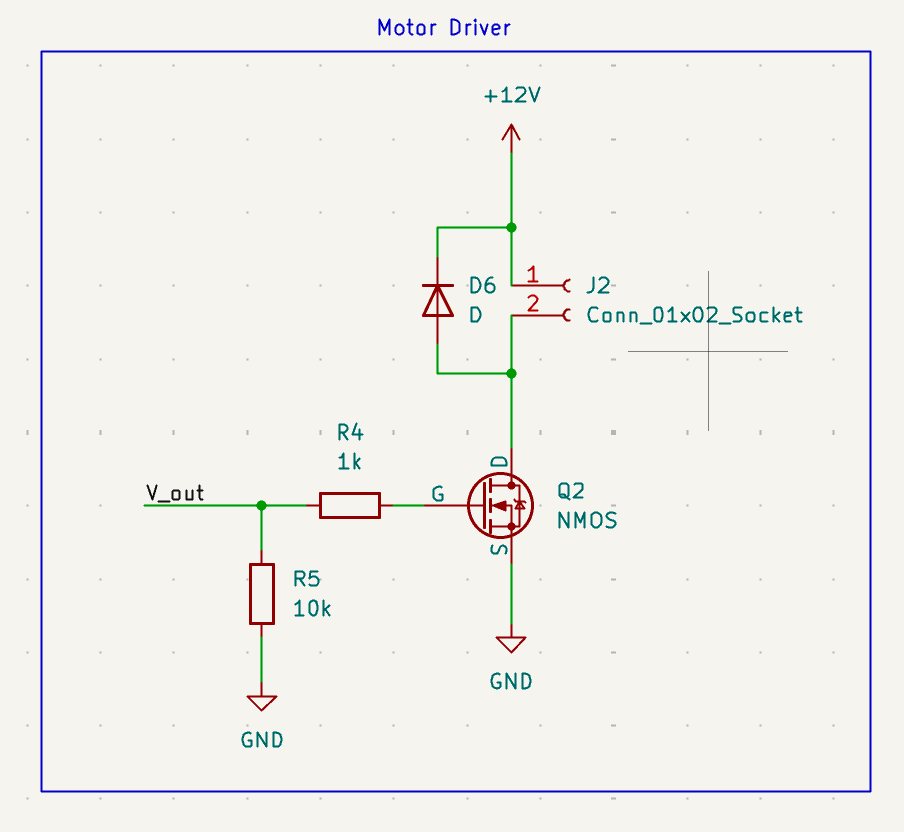 Motor Driver
+12V
1
2
D6
D
J2
Conn_01x02_Socket
R4
1k
V_out
G
D
S
Q2
NMOS
R5
10k
GND
GND